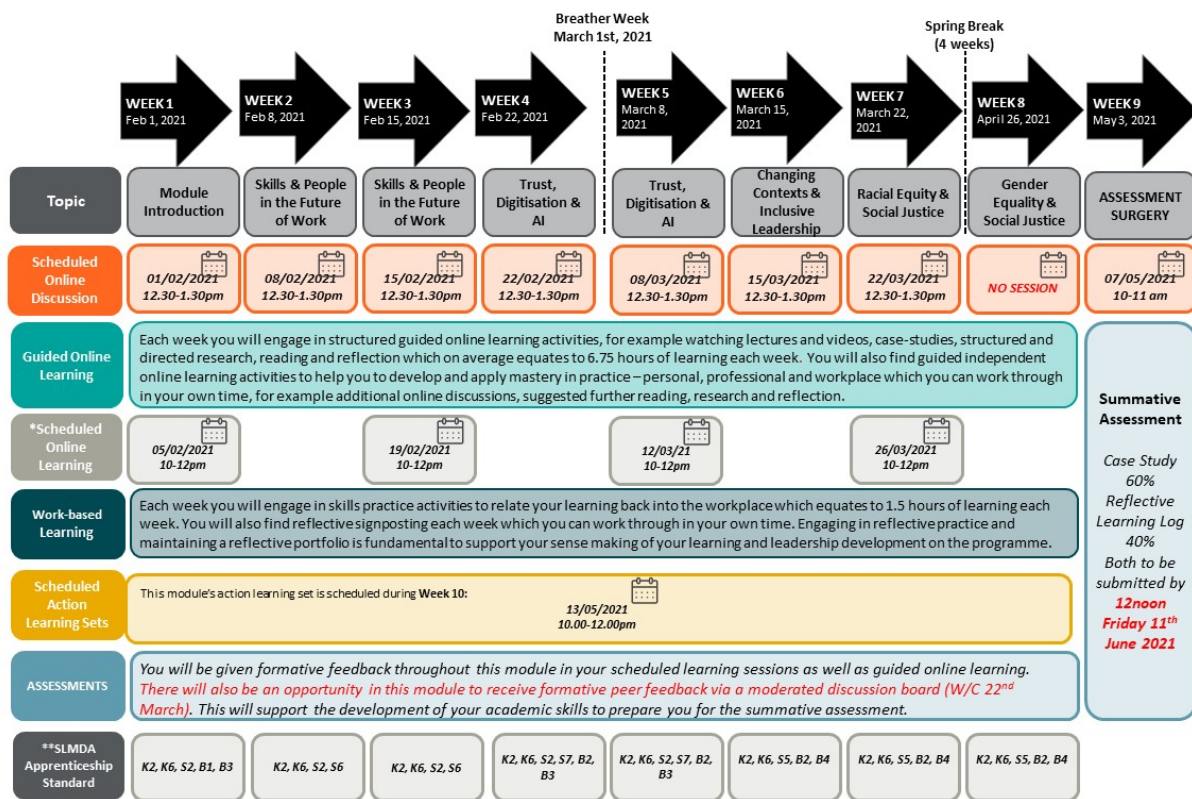 Breather Week
March 1st, 2021
Spring Break
(4 weeks)
WEEK 1
Feb 1, 2021
WEEK 2
Feb 8, 2021
WEEK 3
Feb 15, 2021
WEEK 4
Feb 22, 2021
WEEK 5
March 8,
2021
WEEK 6
March 15,
2021
WEEK 7
March 22,
2021
WEEK 8
April 26, 2021
WEEK 9
May 3, 2021
Topic
Module
Introduction
Skills & People
in the Future
of Work
Skills & People
in the Future
of Work
Trust,
Digitisation &
AI
Trust,
Digitisation &
AI
Changing
Contexts &
Inclusive
Leadership
Racial Equity &
Social Justice
Gender
Equality &
Social Justice
ASSESSMENT
SURGERY
Scheduled
Online
Discussion
01/02/2021
12.30-1.30pm
08/02/2021
12.30-1.30pm
15/02/2021
12.30-1.30pm
22/02/2021
12.30-1.30pm
08/03/2021
12.30-1.30pm
15/03/2021
12.30-1.30pm
22/03/2021
12.30-1.30pm
NO SESSION
07/05/2021
10-11 am
Guided Online
Learning
Each week you will engage in structured guided online learning activities, for example watching lectures and videos, case-studies, structured and
directed research, reading and reflection which on average equates to 6.75 hours of learning each week. You will also find guided independent
online learning activities to help you to develop and apply mastery in practice – personal, professional and workplace which you can work through
in your own time, for example additional online discussions, suggested further reading, research and reflection.
*Scheduled
Online
Learning
05/02/2021
10-12pm
19/02/2021
10-12pm
12/03/21
10-12pm
26/03/2021
10-12pm
Work-based
Learning
Each week you will engage in skills practice activities to relate your learning back into the workplace which equates to 1.5 hours of learning each
week. You will also find reflective signposting each week which you can work through in your own time. Engaging in reflective practice and
maintaining a reflective portfolio is fundamental to support your sense making of your learning and leadership development on the programme.
Scheduled
Action
Learning Sets
This module's action learning set is scheduled during Week 10:
13/05/2021
10.00-12.00pm
ASSESSMENTS
You will be given formative feedback throughout this module in your scheduled learning sessions as well as guided online learning.
There will also be an opportunity in this module to receive formative peer feedback via a moderated discussion board (W/C 22nd
March). This will support the development of your academic skills to prepare you for the summative assessment.
Summative
Assessment
Case Study
60%
Reflective
Learning Log
40%
Both to be
submitted by
12noon
Friday 11th
June 2021
**SLMDA
Apprenticeship
Standard
K2, K6, S2, B1, B3
K2, K6, S2, S6
K2, K6, S2, S6
K2, K6, S2, S7, B2,
B3
K2, K6, S2, S7, B2,
B3
K2, K6, S5, B2, B4
K2, K6, S5, B2, B4
K2, K6, S5, B2, B4